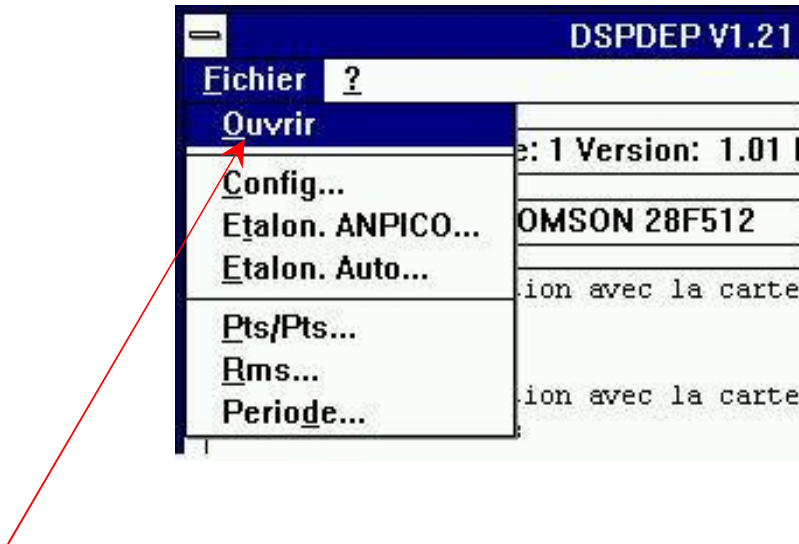 DSPDEP V1.21
Fichier ?
Ouvrir
e: 1 Version: 1.01
Config...
Etalon. ANPICO...
OMSON 28F512
Etalon. Auto...
ion avec la carte
Pts/Pts...
Rms...
ion avec la carte
Periode...